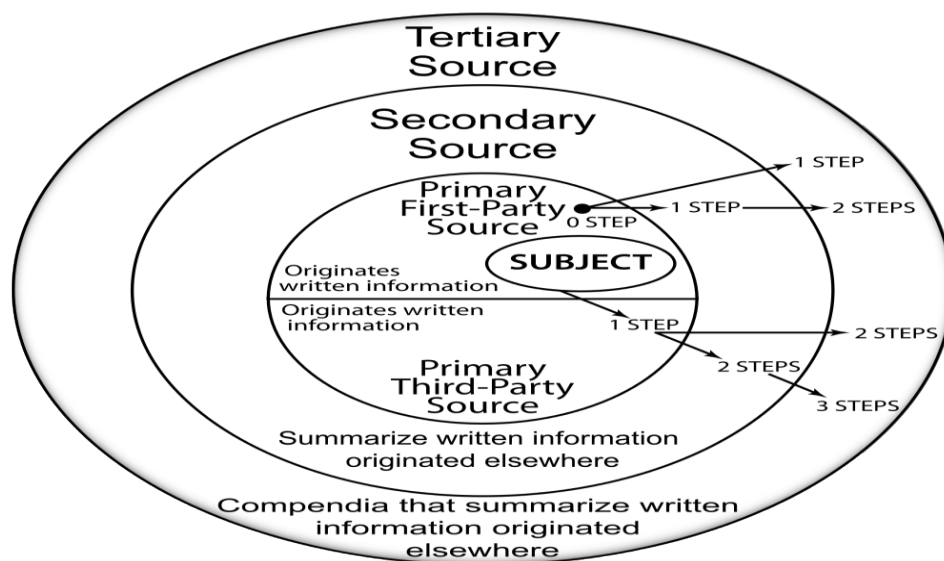 Tertiary
Source
Secondary
Source
1 STEP
Primary
First-Party
Source
0 STEP
1 STEP
2 STEPS
SUBJECT
Originates
written information
Originates written
information
1 STEP
2 STEPS
2 STEPS
3 STEPS
Primary
Third-Party
Source
Summarize written information
originated elsewhere
Compendia that summarize written
information originated
elsewhere